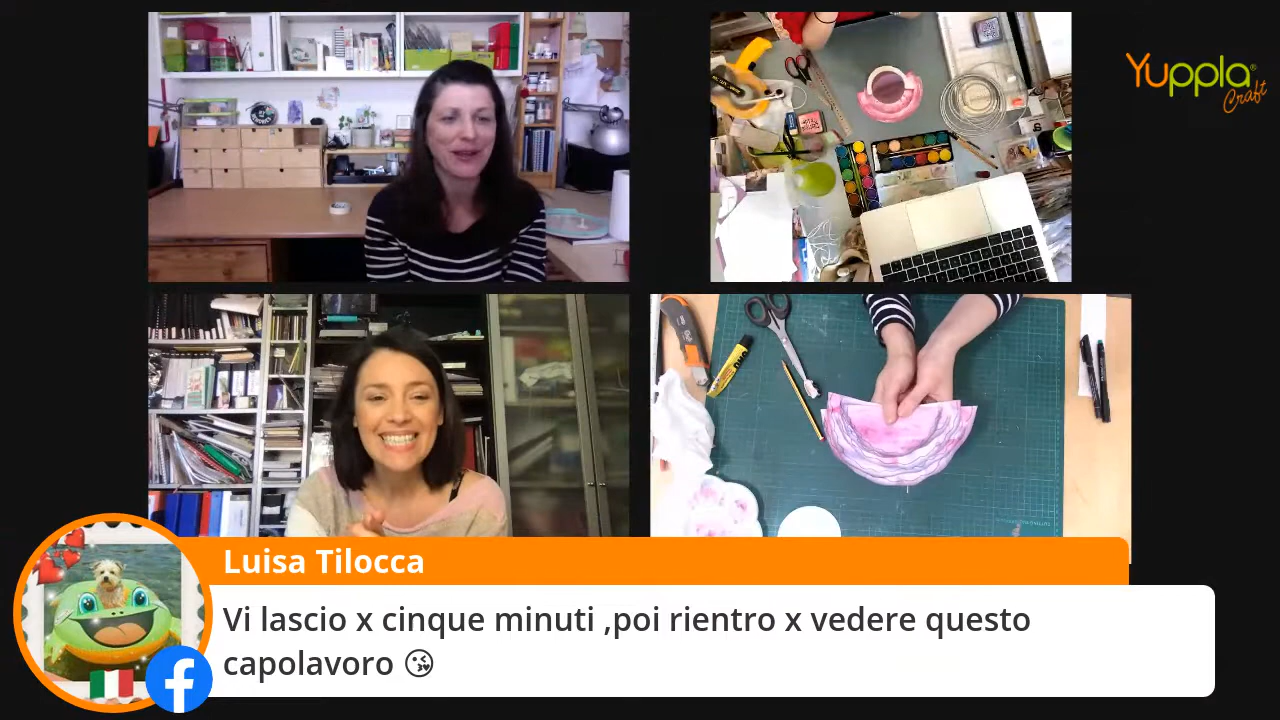 Yuppla®
Craft
Luisa Tilocca
Vi lascio x cinque minuti ,poi rientro x vedere questo
capolavoro 😘